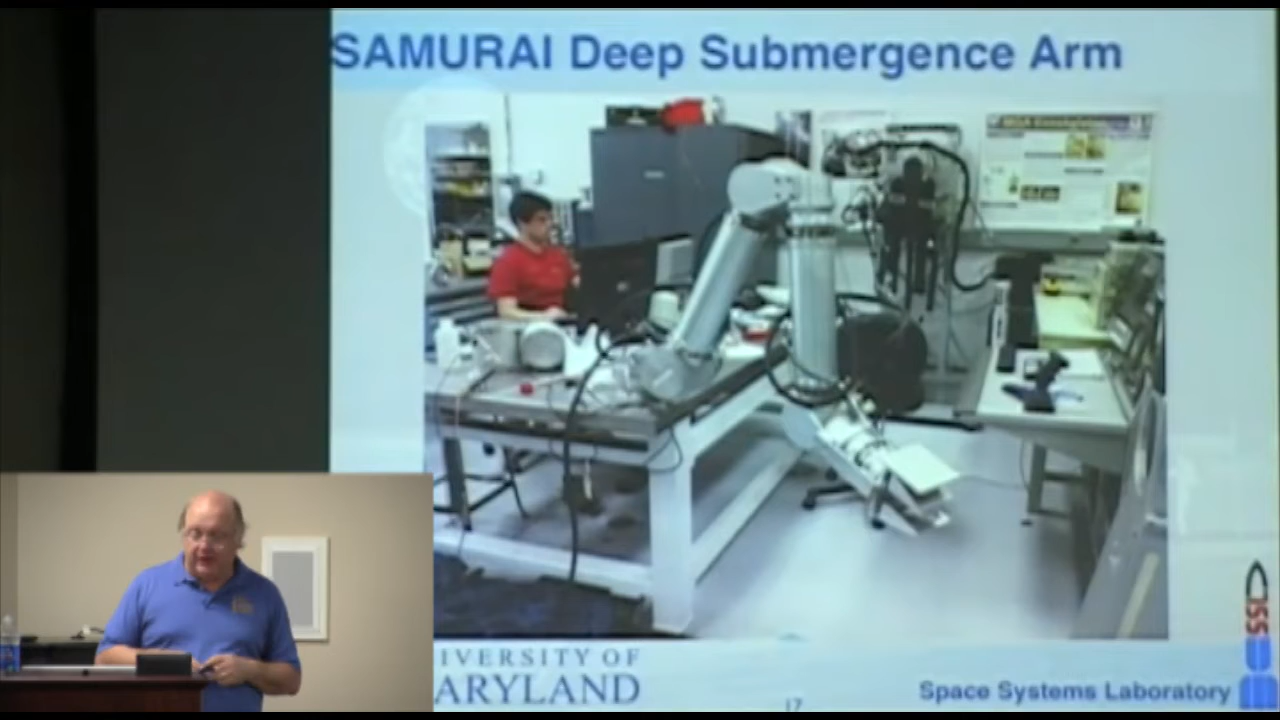 SAMURAI Deep Submergence Arm
IVERSITY OF
ARYLAND
17
Space Systems Laboratory
SSL